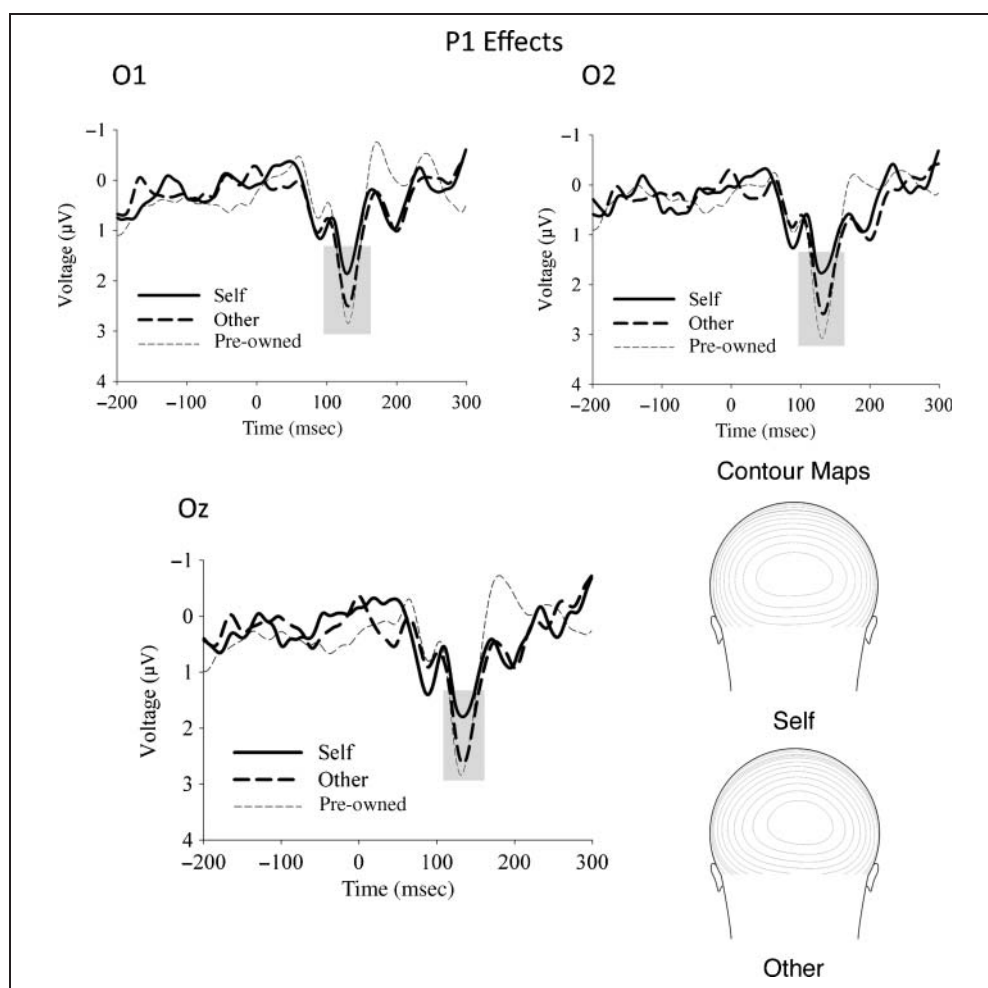 P1 Effects
O1
−1
0
1
2
3
4
Voltage (µV)
Self
Other
Pre-owned
−200
−100
0
100
200
300
Time (msec)
O2
−1
0
1
2
3
4
Voltage (µV)
Self
Other
Pre-owned
−200
−100
0
100
200
300
Time (msec)
Oz
−1
0
1
2
3
4
Voltage (µV)
Self
Other
Pre-owned
−200
−100
0
100
200
300
Time (msec)
Contour Maps
Self
Other